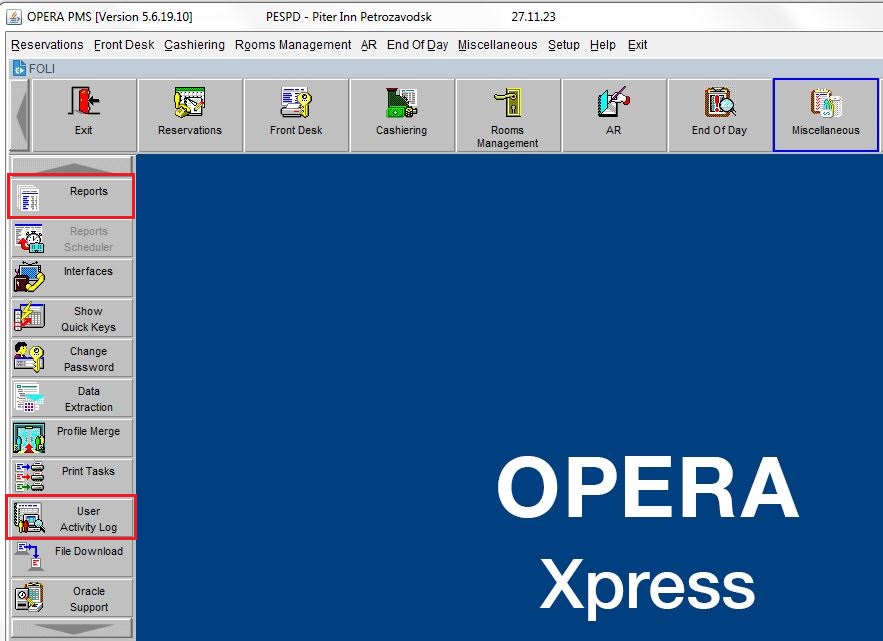 OPERA PMS [Version 5.6.19.10] PESPD - Piter Inn Petrozavodsk 27.11.23
Reservations Front Desk Cashiering Rooms Management AR End Of Day Miscellaneous Setup Help Exit
FOLI
Exit
Reservations
Front Desk
Cashiering
Rooms
Management
AR
End Of Day
Miscellaneous
Reports
Reports
Scheduler
Interfaces
Show
Quick Keys
Change
Password
Data
Extraction
Profile Merge
Print Tasks
User
Activity Log
File Download
Oracle
Support
OPERA
Xpress